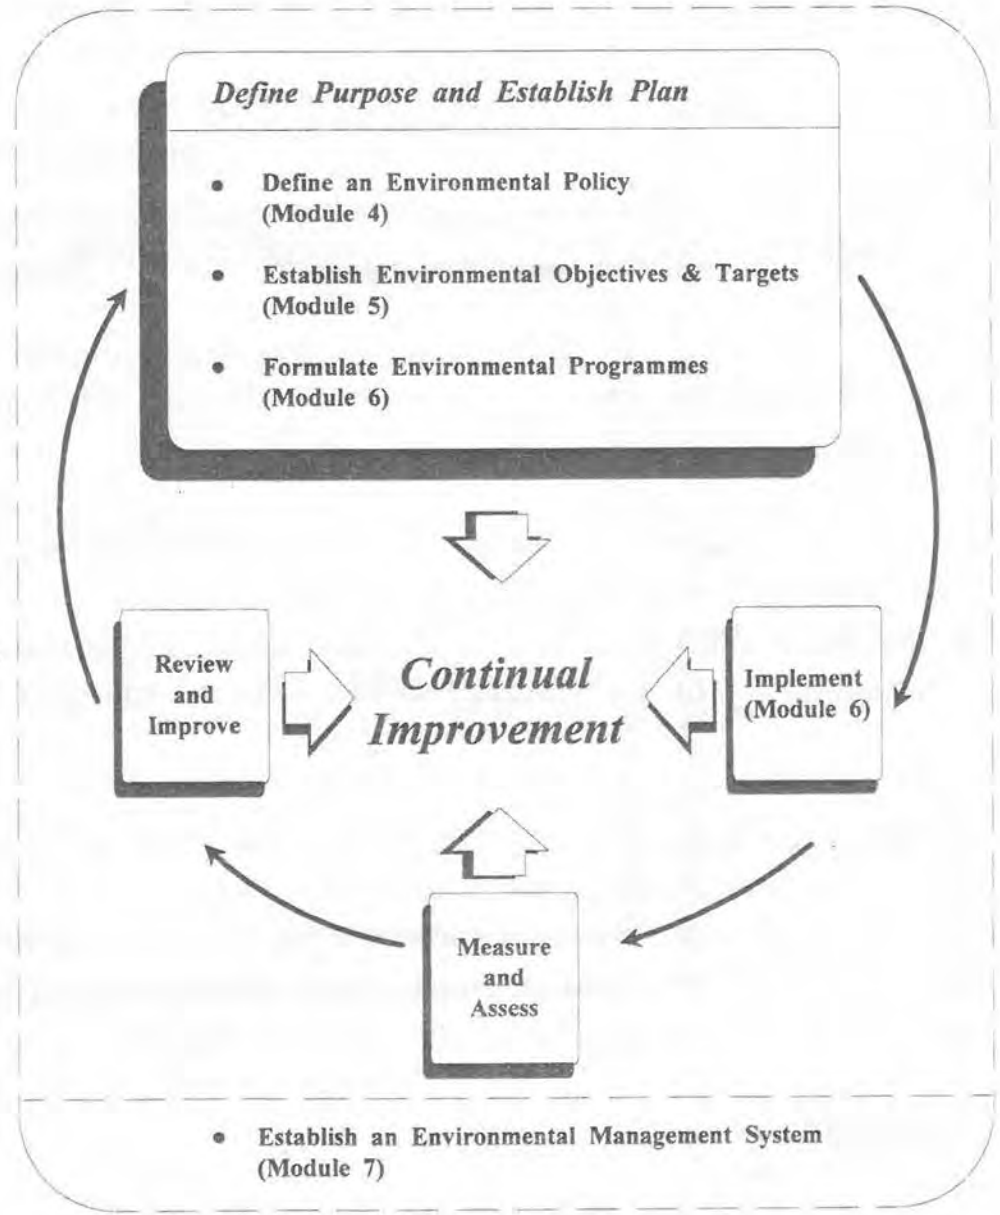 Define Purpose and Establish Plan
• Define an Environmental Policy
(Module 4)
• Establish Environmental Objectives & Targets
(Module 5)
• Formulate Environmental Programmes
(Module 6)
Review
and
Improve
Continual
Improvement
Implement
(Module 6)
Measure
and
Assess
• Establish an Environmental Management System
(Module 7)